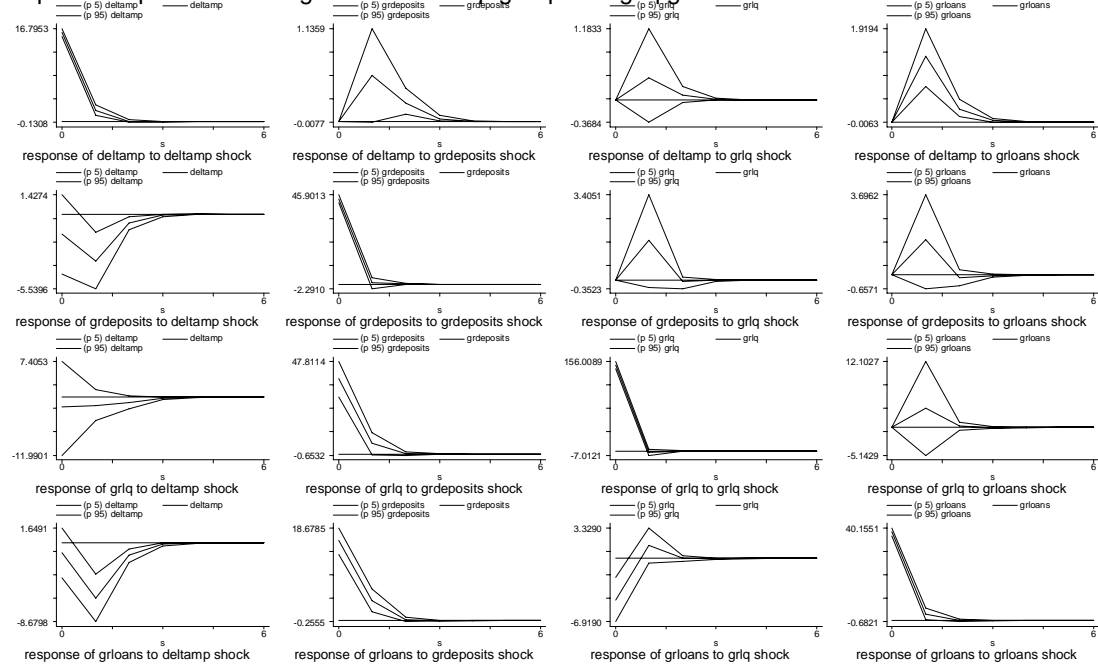 (p 5) deltamp deltamp
(p 95) deltamp
16.7953
-0.1308
0 6
s
response of deltamp to deltamp shock
(p 5) grdeposits grdeposits
(p 95) grdeposits
1.1359
-0.0077
0 6
s
response of deltamp to grdeposits shock
(p 5) grlq grlq
(p 95) grlq
1.1833
-0.3684
0 6
s
response of deltamp to grlq shock
(p 5) grloans grloans
(p 95) grloans
1.9194
-0.0063
0 6
s
response of deltamp to grloans shock
(p 5) deltamp deltamp
(p 95) deltamp
1.4274
-5.5396
0 6
s
response of grdeposits to deltamp shock
(p 5) grdeposits grdeposits
(p 95) grdeposits
45.9013
-2.2910
0 6
s
response of grdeposits to grdeposits shock
(p 5) grlq grlq
(p 95) grlq
3.4051
-0.3523
0 6
s
response of grdeposits to grlq shock
(p 5) grloans grloans
(p 95) grloans
3.6962
-0.6571
0 6
s
response of grdeposits to grloans shock
(p 5) deltamp deltamp
(p 95) deltamp
7.4053
-11.9901
0 6
s
response of grlq to deltamp shock
(p 5) grdeposits grdeposits
(p 95) grdeposits
47.8114
-0.6532
0 6
s
response of grlq to grdeposits shock
(p 5) grlq grlq
(p 95) grlq
156.0089
-7.0121
0 6
s
response of grlq to grlq shock
(p 5) grloans grloans
(p 95) grloans
12.1027
-5.1429
0 6
s
response of grlq to grloans shock
(p 5) deltamp deltamp
(p 95) deltamp
1.6491
-8.6798
0 6
s
response of grloans to deltamp shock
(p 5) grdeposits grdeposits
(p 95) grdeposits
18.6785
-0.2555
0 6
s
response of grloans to grdeposits shock
(p 5) grlq grlq
(p 95) grlq
3.3290
-6.9190
0 6
s
response of grloans to grlq shock
(p 5) grloans grloans
(p 95) grloans
40.1551
-0.6821
0 6
s
response of grloans to grloans shock